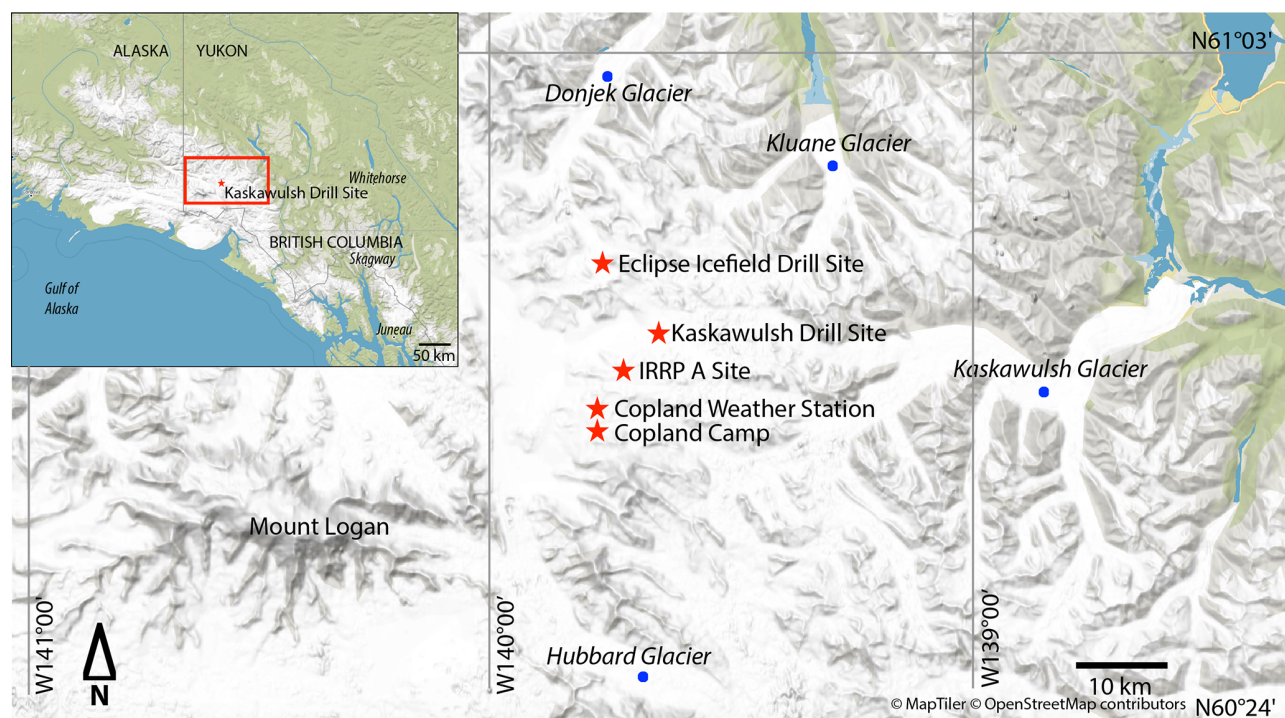 ALASKA
YUKON
Whitehorse
Kaskawulsh Drill Site
BRITISH COLUMBIA
Skagway
Gulf of
Alaska
Juneau
50 km
N61°03'
Donjek Glacier
Kluane Glacier
Eclipse Icefield Drill Site
Kaskawulsh Drill Site
IRRP A Site
Kaskawulsh Glacier
Copland Weather Station
Copland Camp
Mount Logan
W141°00'
W140°00'
W139°00'
Hubbard Glacier
N
10 km
© MapTiler © OpenStreetMap contributors
N60°24'